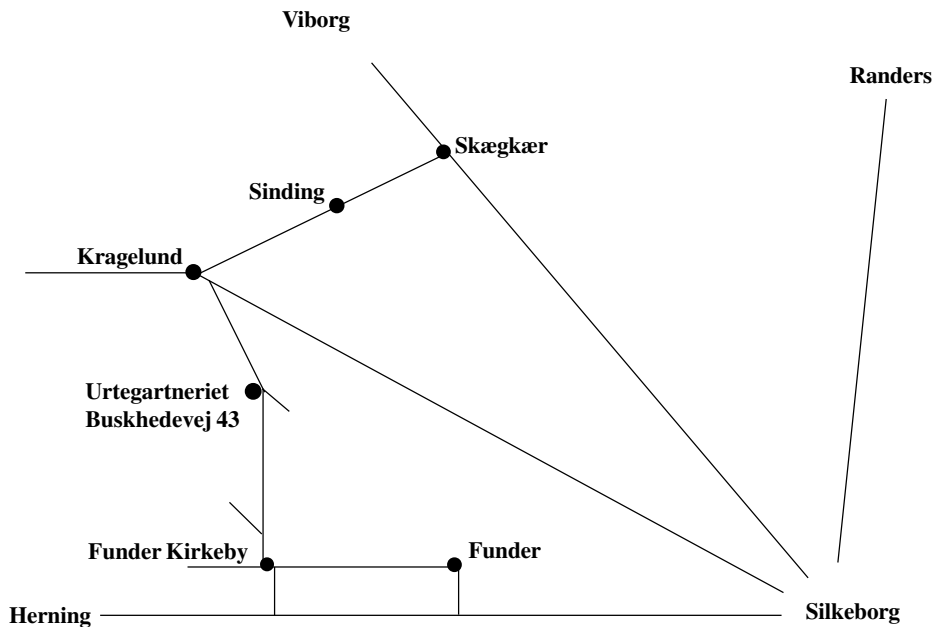 Viborg
Randers
Skægkær
Sinding
Kragelund
Urtegartneriet
Buskhedevej 43
Funder Kirkeby
Funder
Herning
Silkeborg